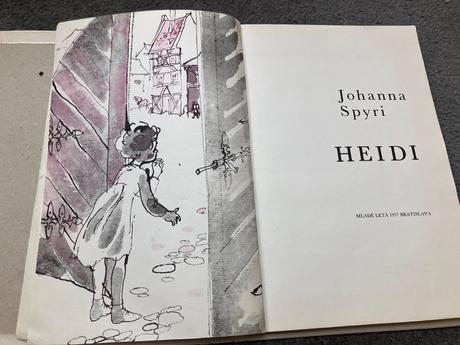 Johanna
Spyri
HEIDI
MLADÉ LETÁ 1977 BRATISLAVA